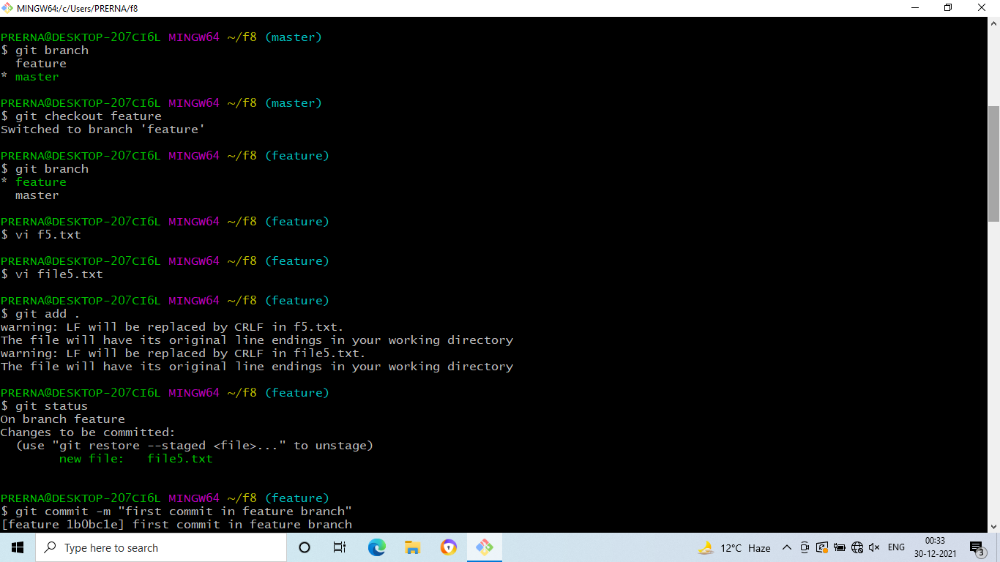 MINGW64:/c/Users/PRERNA/f8
PRERNA@DESKTOP-207CI6L MINGW64 ~/f8 (master)
$ git branch
  feature
* master
PRERNA@DESKTOP-207CI6L MINGW64 ~/f8 (master)
$ git checkout feature
Switched to branch 'feature'
PRERNA@DESKTOP-207CI6L MINGW64 ~/f8 (feature)
$ git branch
* feature
  master
PRERNA@DESKTOP-207CI6L MINGW64 ~/f8 (feature)
$ vi f5.txt
PRERNA@DESKTOP-207CI6L MINGW64 ~/f8 (feature)
$ vi file5.txt
PRERNA@DESKTOP-207CI6L MINGW64 ~/f8 (feature)
$ git add .
warning: LF will be replaced by CRLF in f5.txt.
The file will have its original line endings in your working directory
warning: LF will be replaced by CRLF in file5.txt.
The file will have its original line endings in your working directory
PRERNA@DESKTOP-207CI6L MINGW64 ~/f8 (feature)
$ git status
On branch feature
Changes to be committed:
  (use "git restore --staged <file>..." to unstage)
        new file:   file5.txt
PRERNA@DESKTOP-207CI6L MINGW64 ~/f8 (feature)
$ git commit -m "first commit in feature branch"
[feature 1b0bc1e] first commit in feature branch
Type here to search
12°C Haze
ENG
00:33
30-12-2021
3